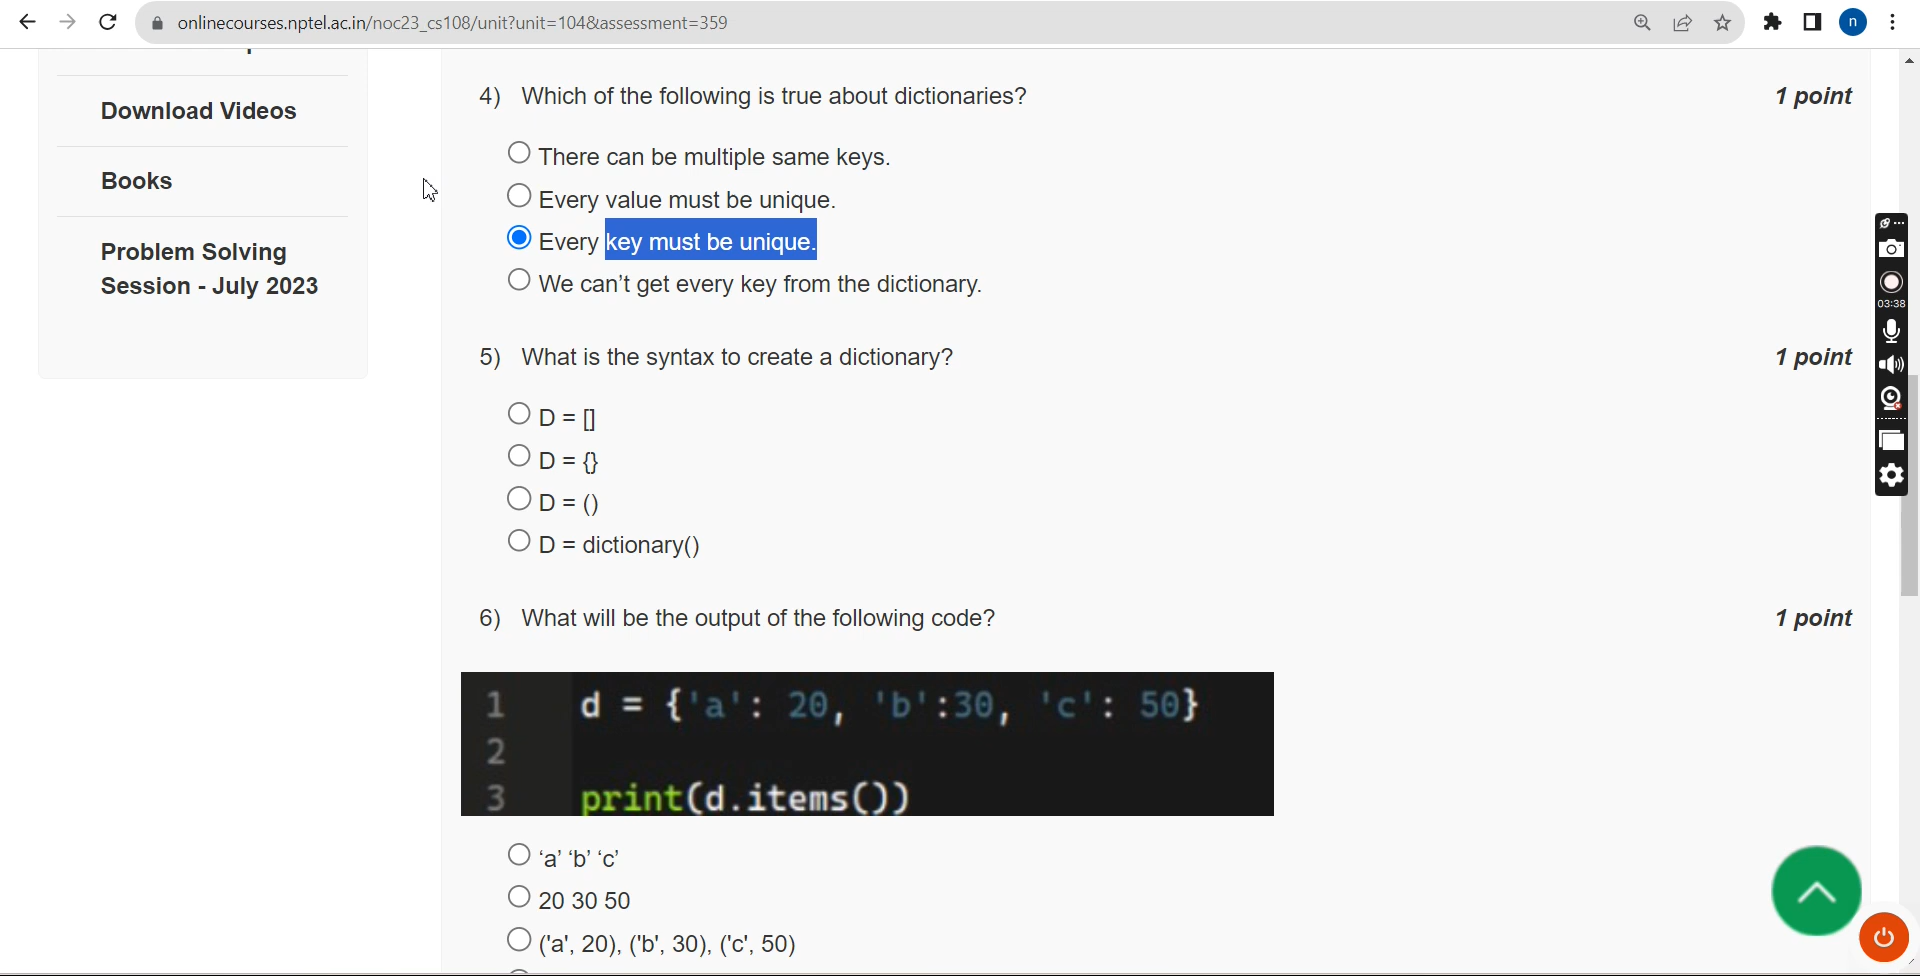 onlinecourses.nptel.ac.in/noc23_cs108/unit?unit=104&assessment=359
n
Download Videos
Books
Problem Solving
Session - July 2023
4) Which of the following is true about dictionaries? 1 point
There can be multiple same keys.
Every value must be unique.
Every key must be unique.
We can’t get every key from the dictionary.
5) What is the syntax to create a dictionary? 1 point
D = []
D = {}
D = ()
D = dictionary()
6) What will be the output of the following code? 1 point
1 d = {'a': 20, 'b':30, 'c': 50}
2
3 print(d.items())
‘a’ ‘b’ ‘c’
20 30 50
('a', 20), ('b', 30), ('c', 50)
03:38